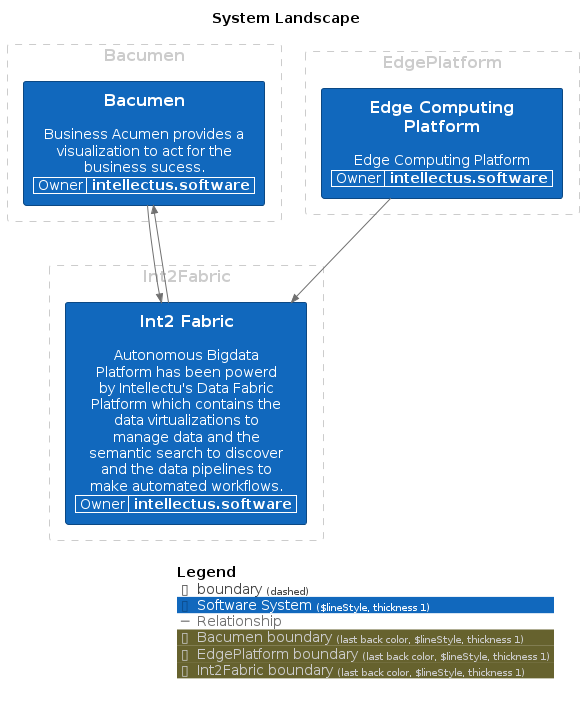 System Landscape
Bacumen
Bacumen
Business Acumen provides a
visualization to act for the
business sucess.
Owner intellectus.software
EdgePlatform
Edge Computing
Platform
Edge Computing Platform
Owner intellectus.software
Int2Fabric
Int2 Fabric
Autonomous Bigdata
Platform has been powerd
by Intellectu's Data Fabric
Platform which contains the
data virtualizations to
manage data and the
semantic search to discover
and the data pipelines to
make automated workflows.
Owner intellectus.software
Legend
boundary (dashed)
Software System ($lineStyle, thickness 1)
Relationship
Bacumen boundary (last back color, $lineStyle, thickness 1)
EdgePlatform boundary (last back color, $lineStyle, thickness 1)
Int2Fabric boundary (last back color, $lineStyle, thickness 1)